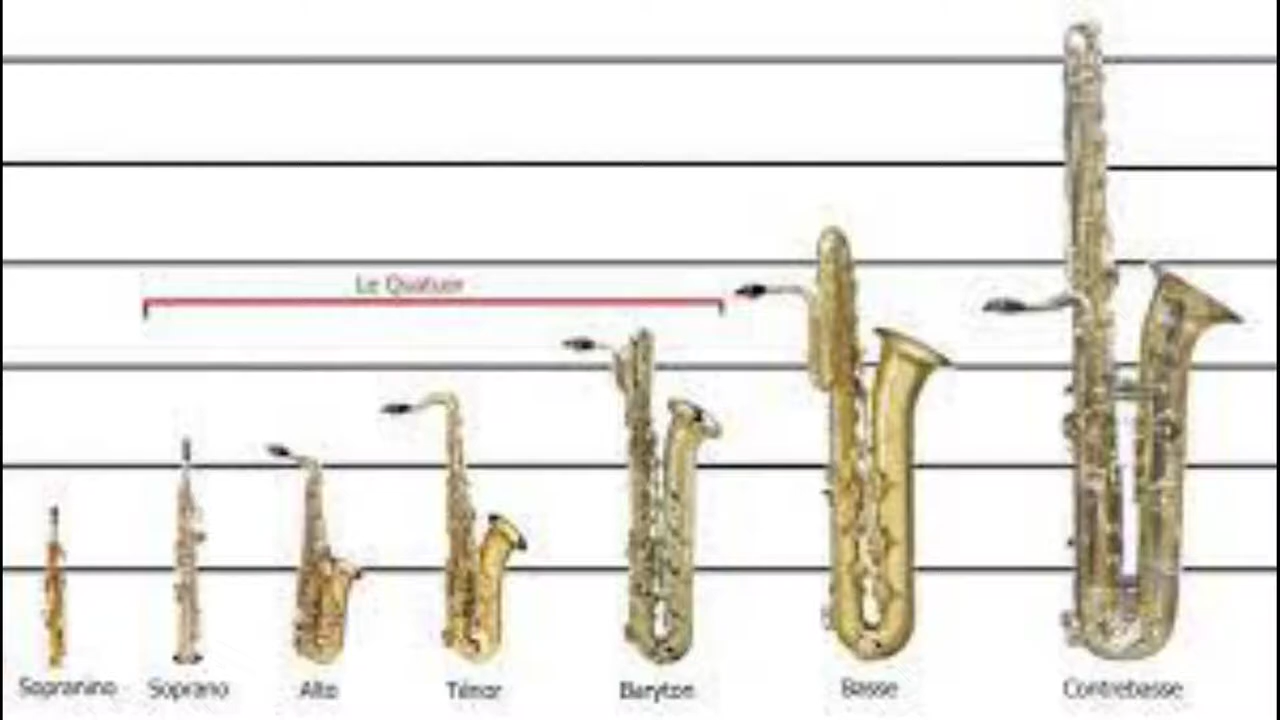 Le Quatuor
Sopranino
Soprano
Alto
Ténor
Baryton
Basse
Contrebasse